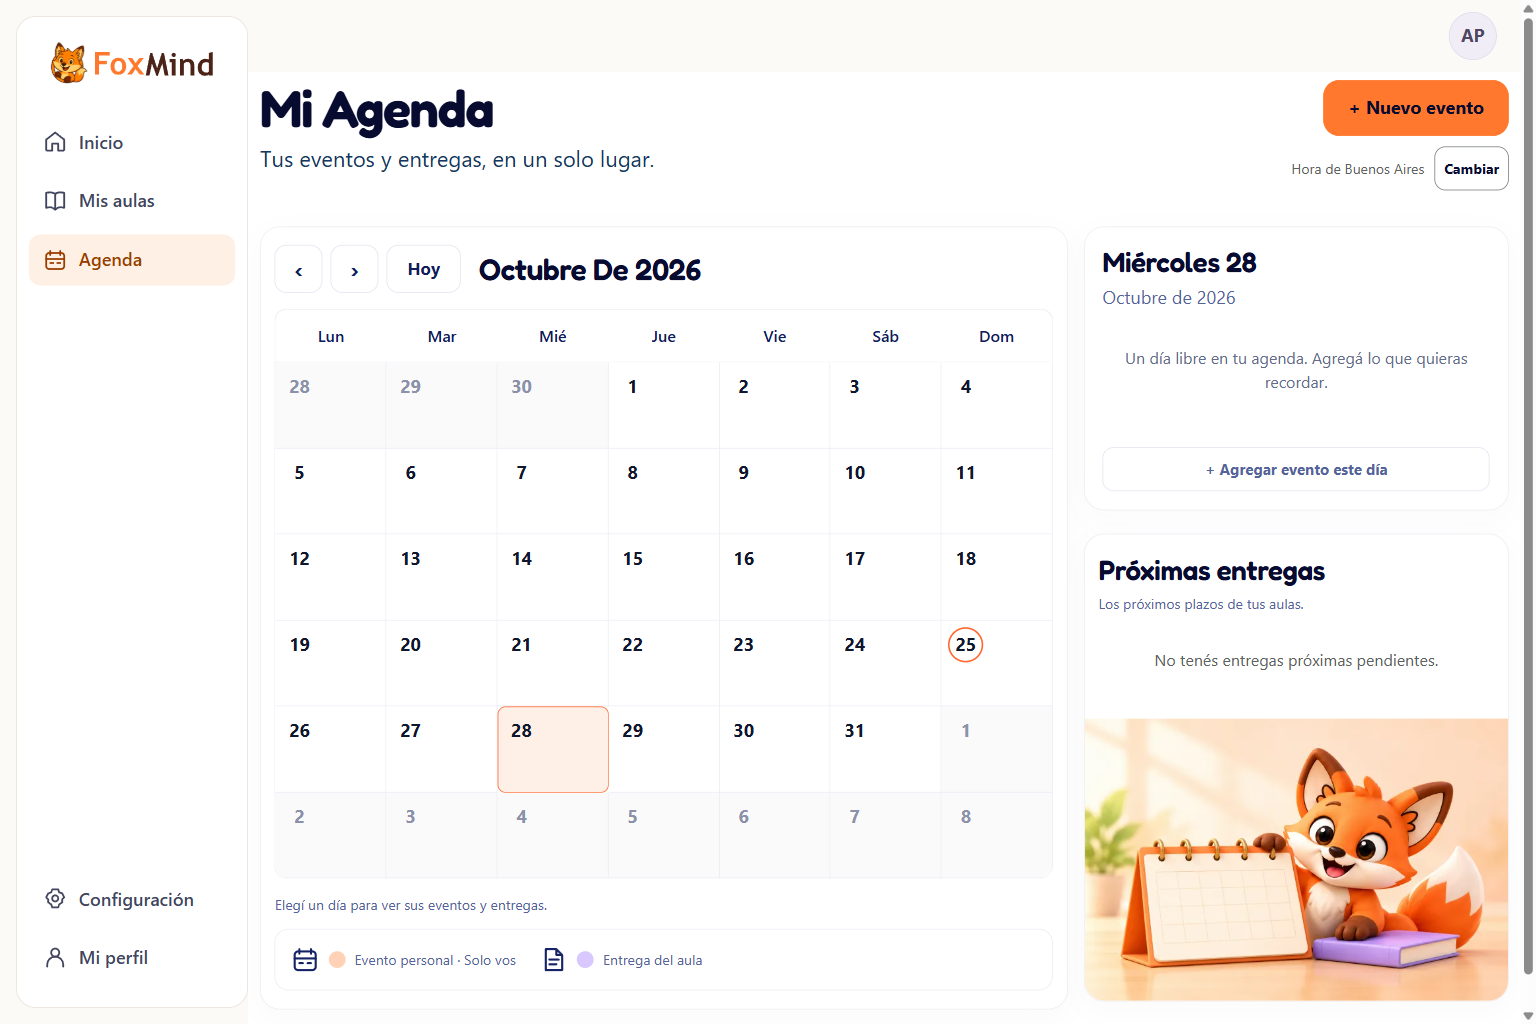 FoxMind
AP
Inicio
Mis aulas
Agenda
Configuración
Mi perfil
Mi Agenda
Tus eventos y entregas, en un solo lugar.
+ Nuevo evento
Hora de Buenos Aires
Cambiar
‹ › Hoy Octubre De 2026
Lun Mar Mié Jue Vie Sáb Dom
28 29 30 1 2 3 4
5 6 7 8 9 10 11
12 13 14 15 16 17 18
19 20 21 22 23 24 25
26 27 28 29 30 31 1
2 3 4 5 6 7 8
Elegí un día para ver sus eventos y entregas.
Evento personal · Solo vos
Entrega del aula
Miércoles 28
Octubre de 2026
Un día libre en tu agenda. Agregá lo que quieras
recordar.
+ Agregar evento este día
Próximas entregas
Los próximos plazos de tus aulas.
No tenés entregas próximas pendientes.